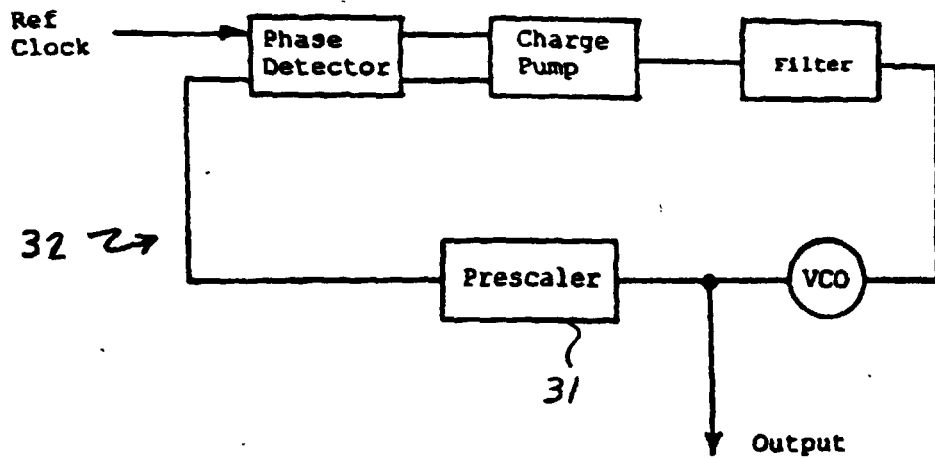 Ref
Clock
Phase
Detector
Charge
Pump
Filter
32
Prescaler
VCO
31
Output